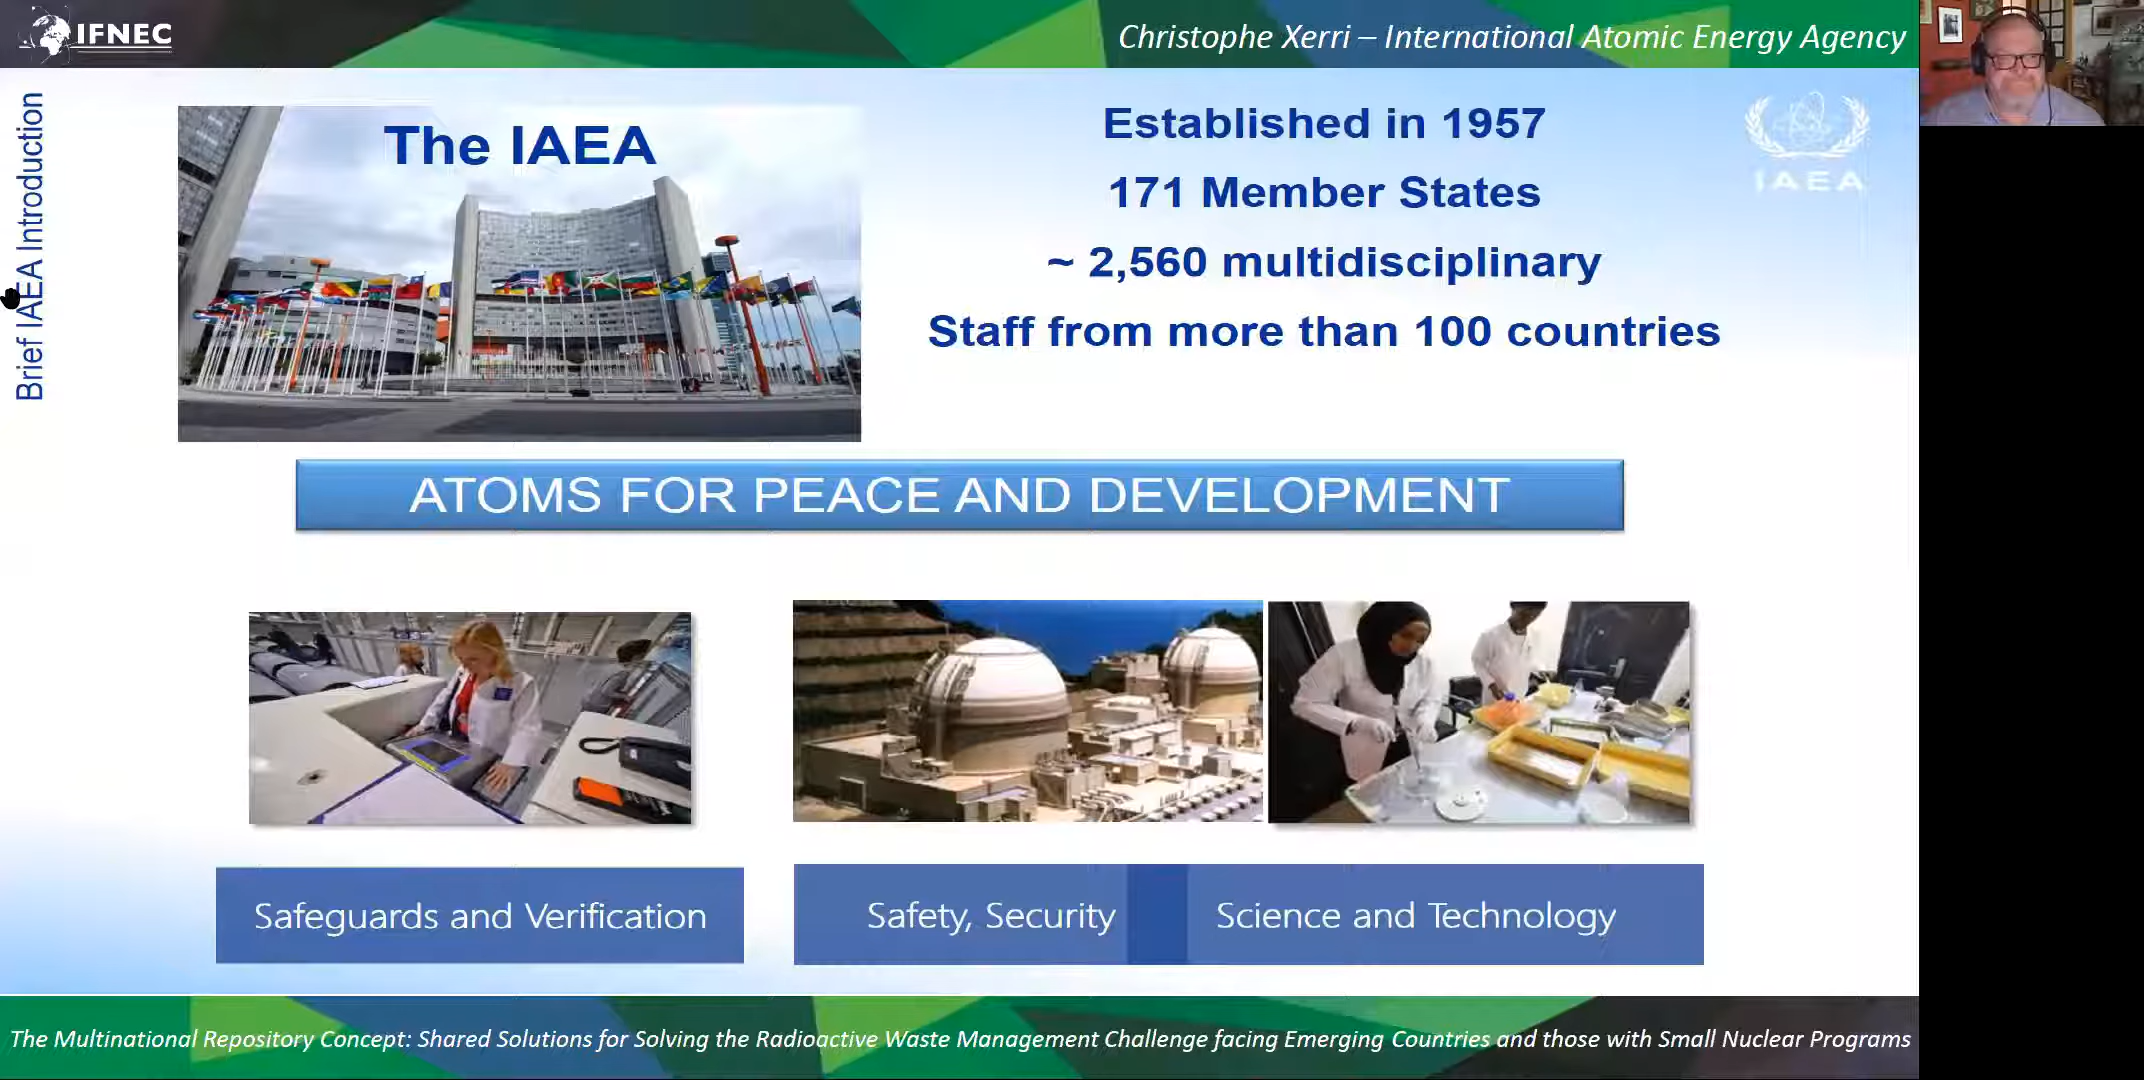 IFNEC
Christophe Xerri – International Atomic Energy Agency
Brief IAEA Introduction
The IAEA
Established in 1957
171 Member States
~ 2,560 multidisciplinary
Staff from more than 100 countries
IAEA
ATOMS FOR PEACE AND DEVELOPMENT
Safeguards and Verification
Safety, Security
Science and Technology
The Multinational Repository Concept: Shared Solutions for Solving the Radioactive Waste Management Challenge facing Emerging Countries and those with Small Nuclear Programs